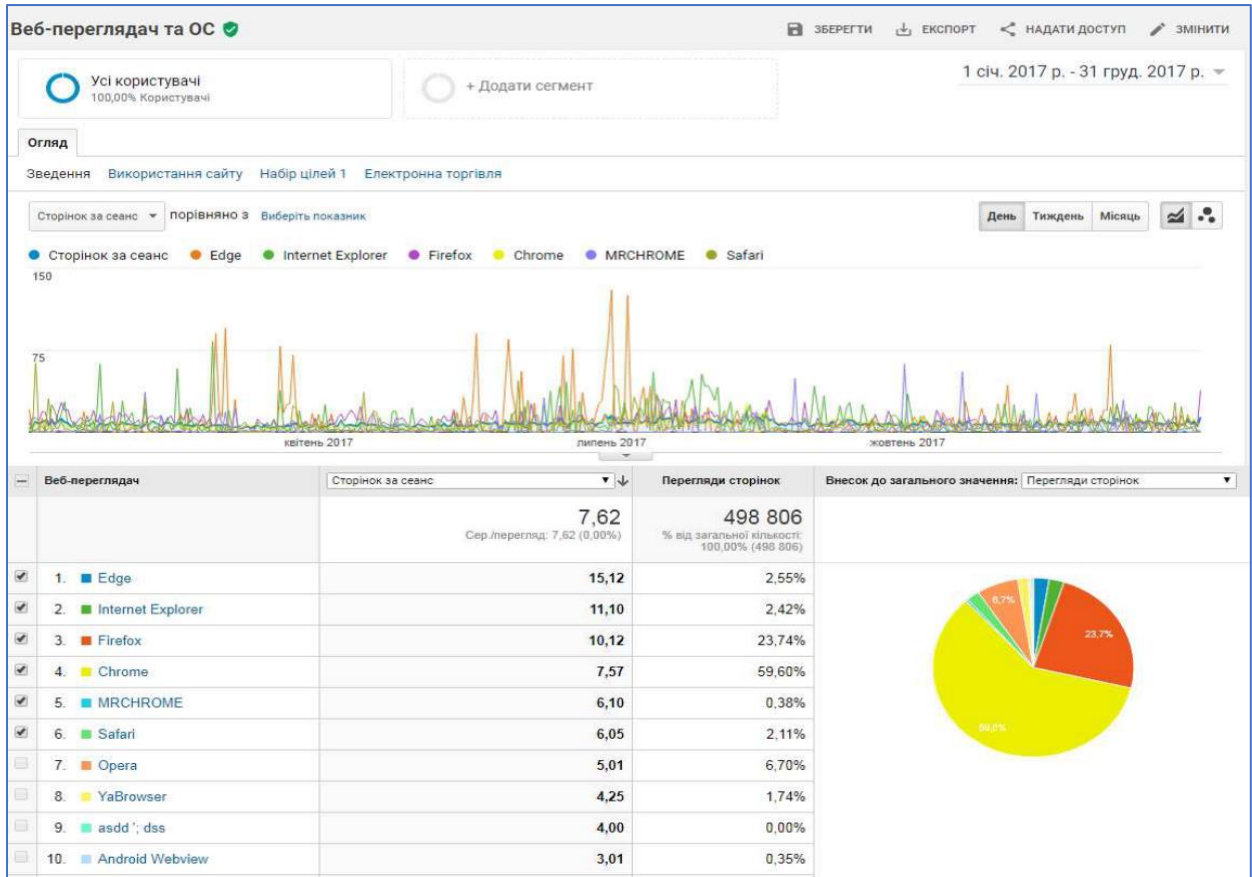 Веб-переглядач та ОС
ЗБЕРЕГТИ ЕКСПОРТ НАДАТИ ДОСТУП ЗМІНИТИ
Усі користувачі
100,00% Користувачі
+ Додати сегмент
1 січ. 2017 р. - 31 груд. 2017 р.
Огляд
Зведення Використання сайту Набір цілей 1 Електронна торгівля
Сторінок за сеанс порівняно з Виберіть показник
День Тиждень Місяць
Сторінок за сеанс Edge Internet Explorer Firefox Chrome MRCHROME Safari
150
75
квітень 2017 липень 2017 жовтень 2017
Веб-переглядач Сторінок за сеанс Перегляди сторінок Внесок до загального значення: Перегляди сторінок
7,62 498 806
Сер./перегляд: 7,62 (0,00%) % від загальної кількості:
100,00% (498 806)
1. Edge 15,12 2,55%
2. Internet Explorer 11,10 2,42%
3. Firefox 10,12 23,74%
4. Chrome 7,57 59,60%
5. MRCHROME 6,10 0,38%
6. Safari 6,05 2,11%
7. Opera 5,01 6,70%
8. YaBrowser 4,25 1,74%
9. asdd '; dss 4,00 0,00%
10. Android Webview 3,01 0,35%
6,7%
23,7%
59,6%